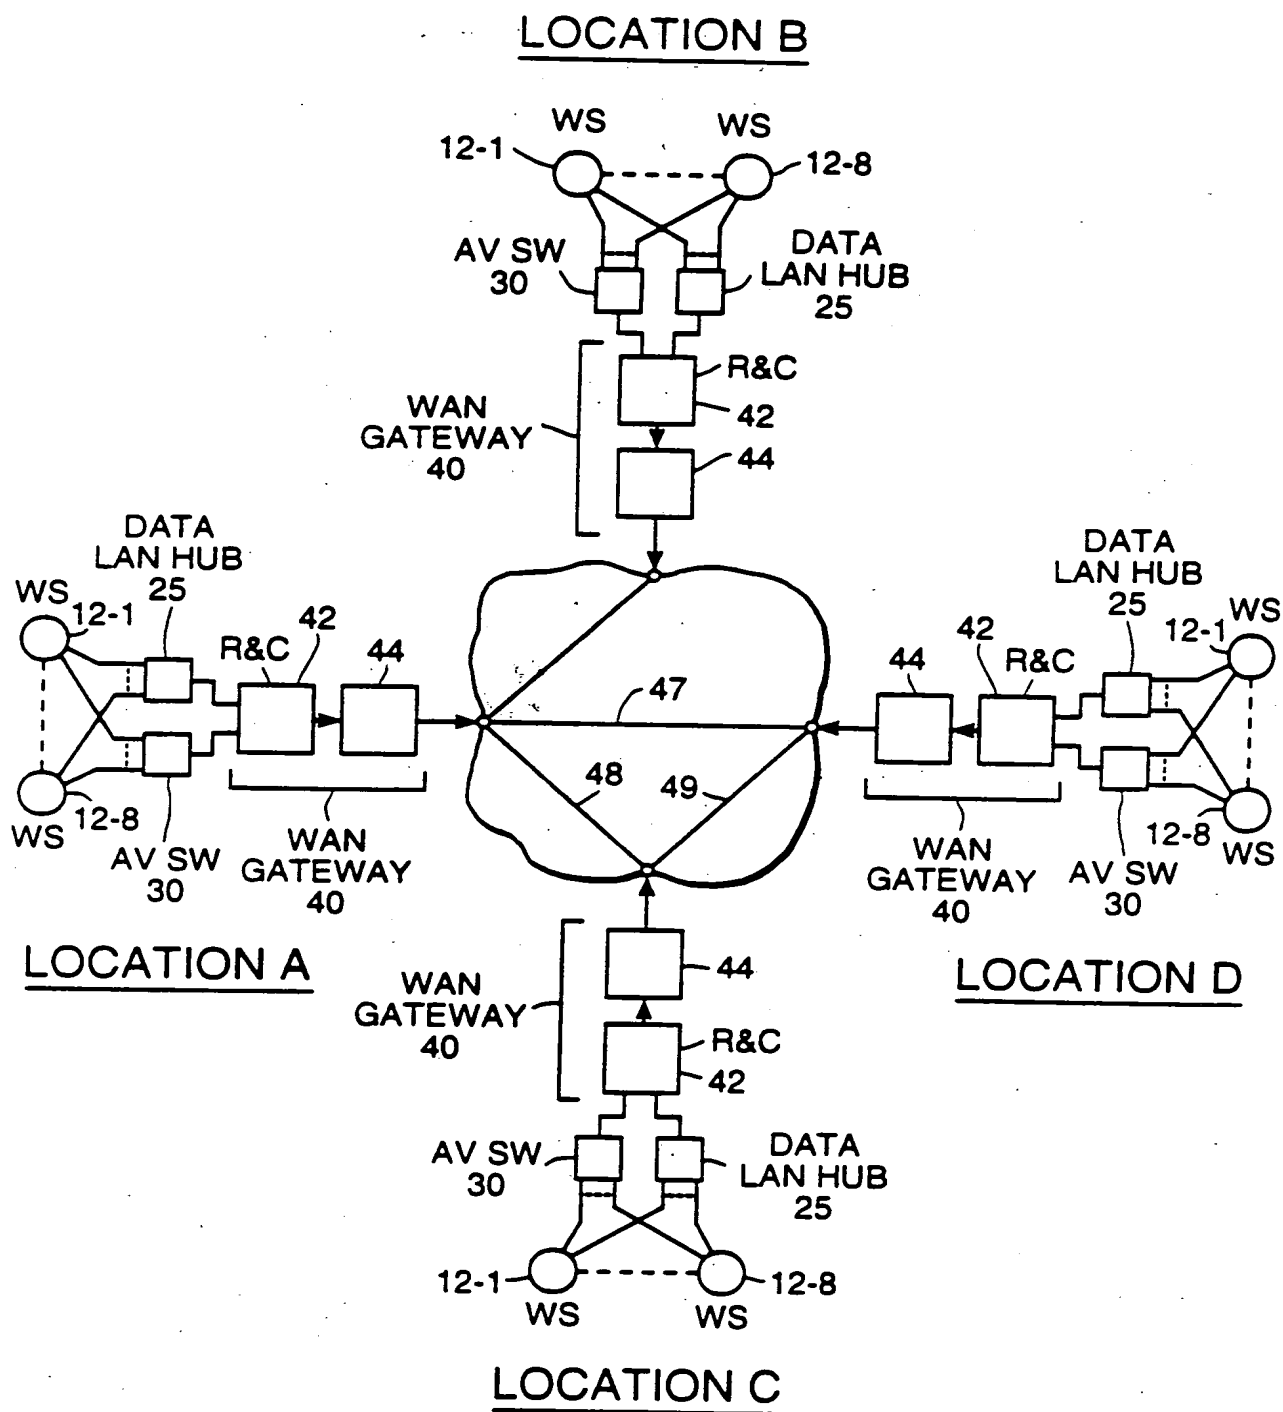 LOCATION B
WS
WS
12-1
12-8
AV SW
30
DATA
LAN HUB
25
R&C
42
WAN
GATEWAY
40
44
DATA
LAN HUB
25
WS
12-1
R&C
42
44
12-8
WS
AV SW
30
WAN
GATEWAY
40
LOCATION A
47
48
49
DATA
LAN HUB
25
WS
12-1
42
R&C
44
12-8
WS
WAN
GATEWAY
40
AV SW
30
LOCATION D
WAN
GATEWAY
40
44
R&C
42
AV SW
30
DATA
LAN HUB
25
12-1
12-8
WS
WS
LOCATION C